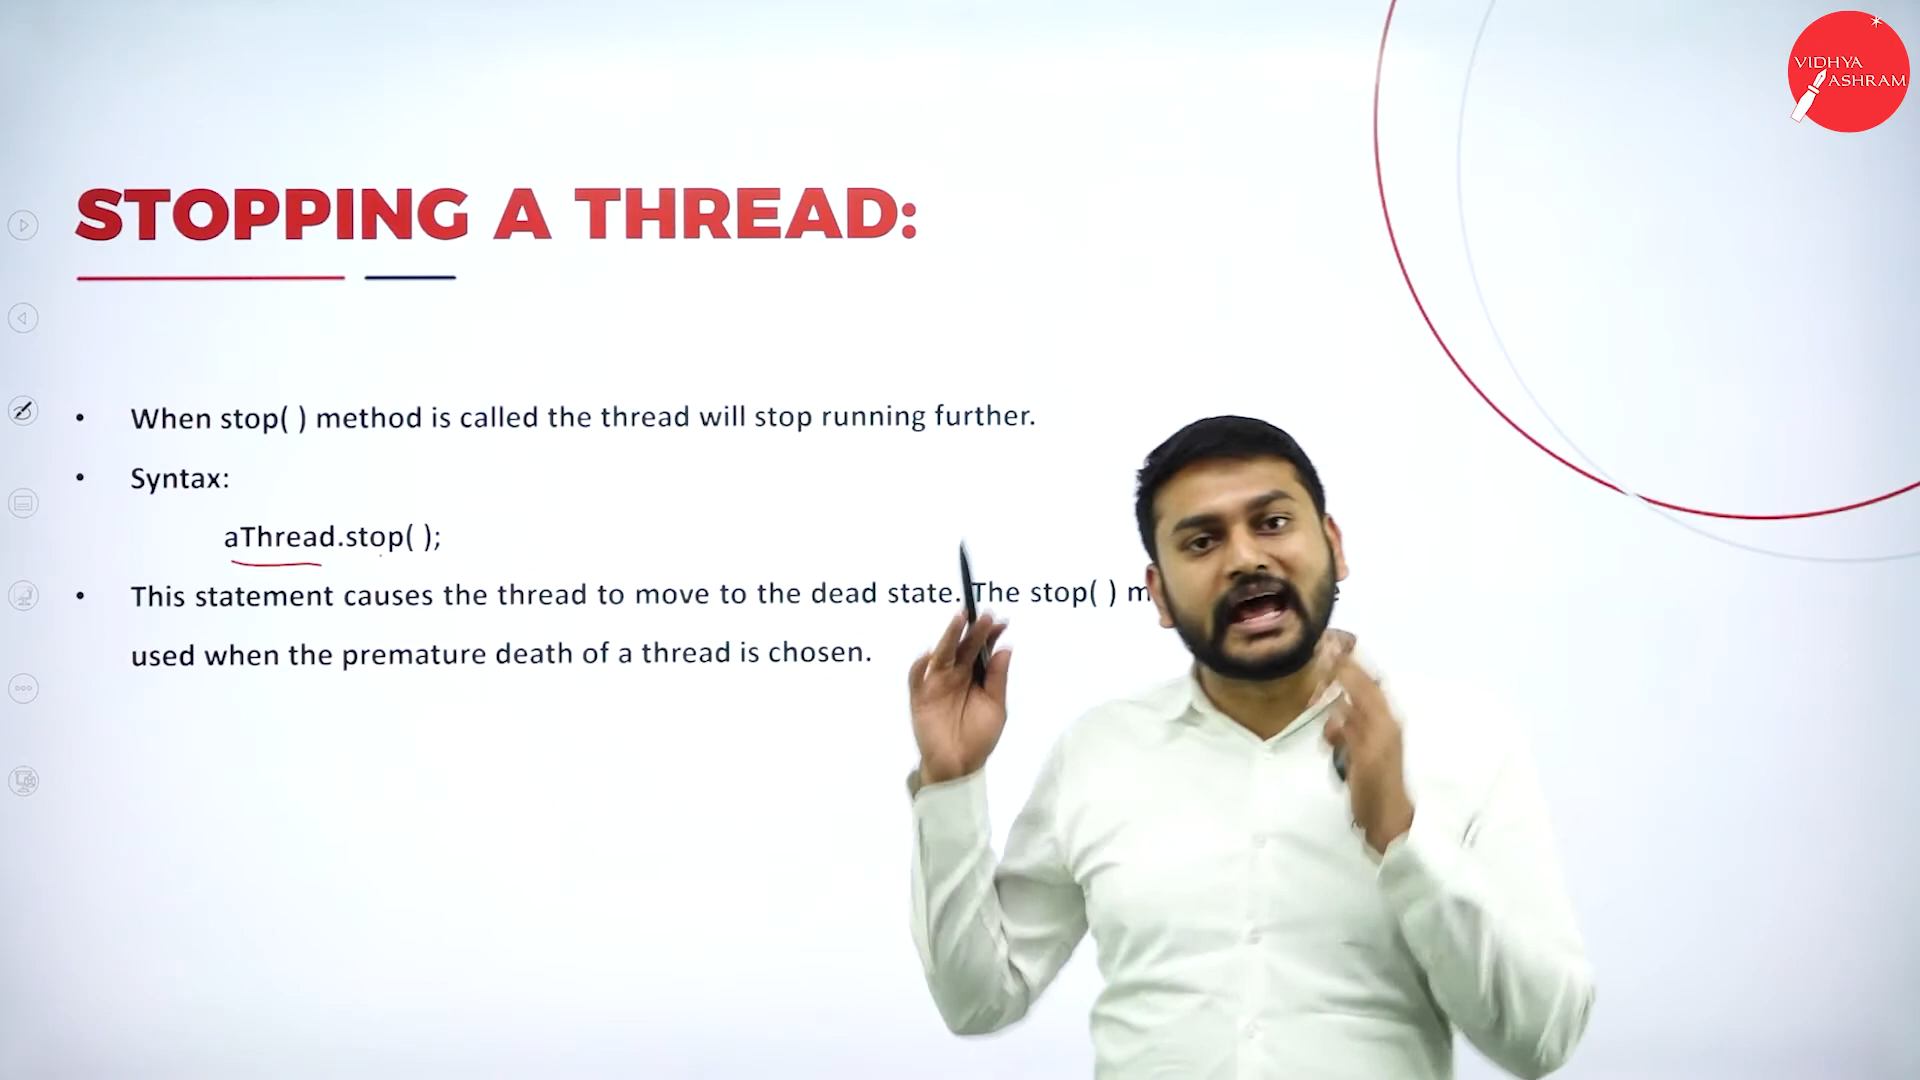 VIDHYA
ASHRAM
STOPPING A THREAD:
• When stop( ) method is called the thread will stop running further.
• Syntax:
aThread.stop( );
• This statement causes the thread to move to the dead state. The stop( )
used when the premature death of a thread is chosen.